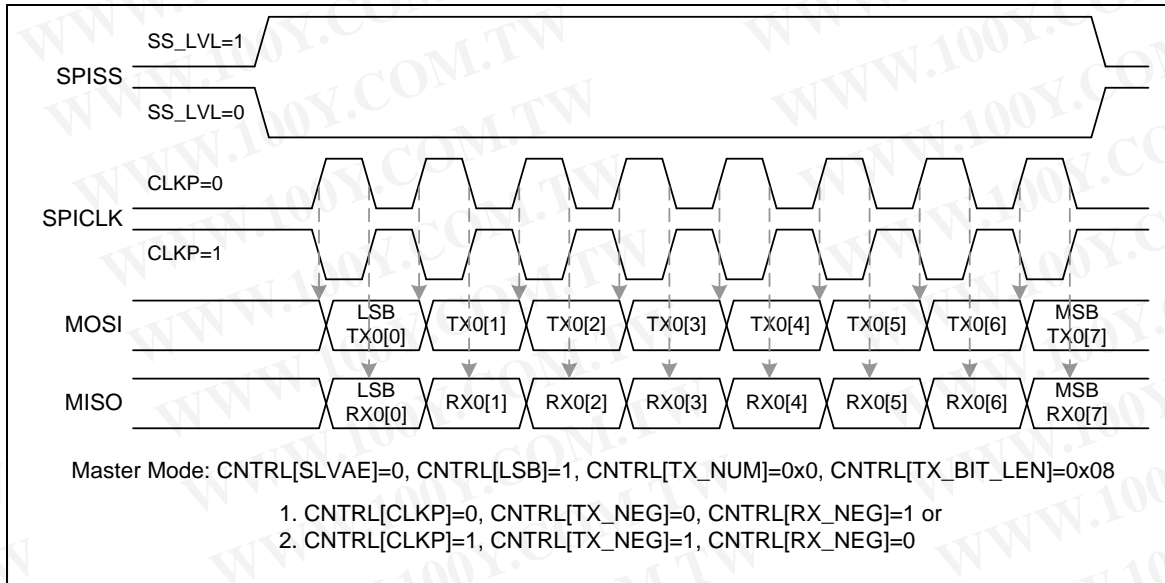 SS_LVL=1
SPISS
SS_LVL=0
CLKP=0
SPICLK
CLKP=1
MOSI
LSB TX0[0]
TX0[1]
TX0[2]
TX0[3]
TX0[4]
TX0[5]
TX0[6]
MSB TX0[7]
MISO
LSB RX0[0]
RX0[1]
RX0[2]
RX0[3]
RX0[4]
RX0[5]
RX0[6]
MSB RX0[7]
Master Mode: CNTRL[SLVAE]=0, CNTRL[LSB]=1, CNTRL[TX_NUM]=0x0, CNTRL[TX_BIT_LEN]=0x08
1. CNTRL[CLKP]=0, CNTRL[TX_NEG]=0, CNTRL[RX_NEG]=1 or
2. CNTRL[CLKP]=1, CNTRL[TX_NEG]=1, CNTRL[RX_NEG]=0
WWW.100Y.COM.TW